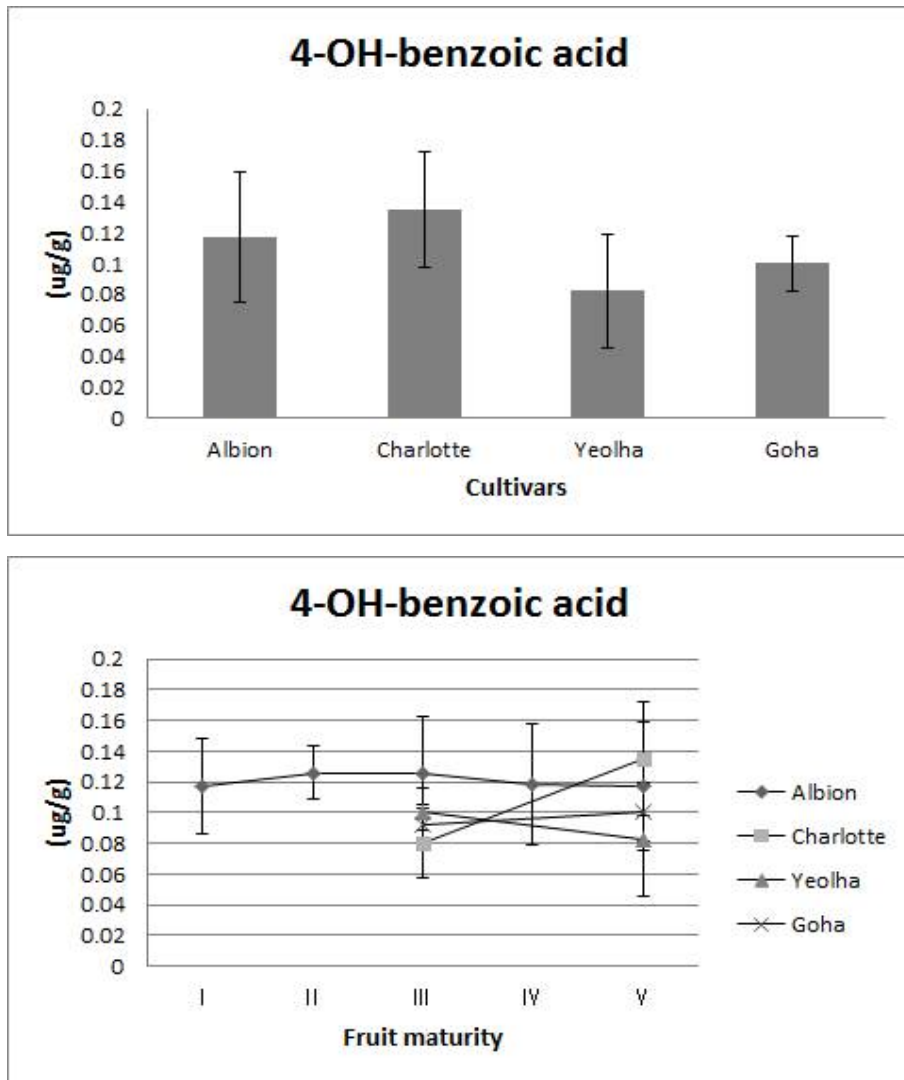 4-OH-benzoic acid
(ug/g)
0.2
0.18
0.16
0.14
0.12
0.1
0.08
0.06
0.04
0.02
0
Albion Charlotte Yeolha Goha
Cultivars
4-OH-benzoic acid
(ug/g)
0.2
0.18
0.16
0.14
0.12
0.1
0.08
0.06
0.04
0.02
0
I II III IV V
Fruit maturity
Albion
Charlotte
Yeolha
Goha